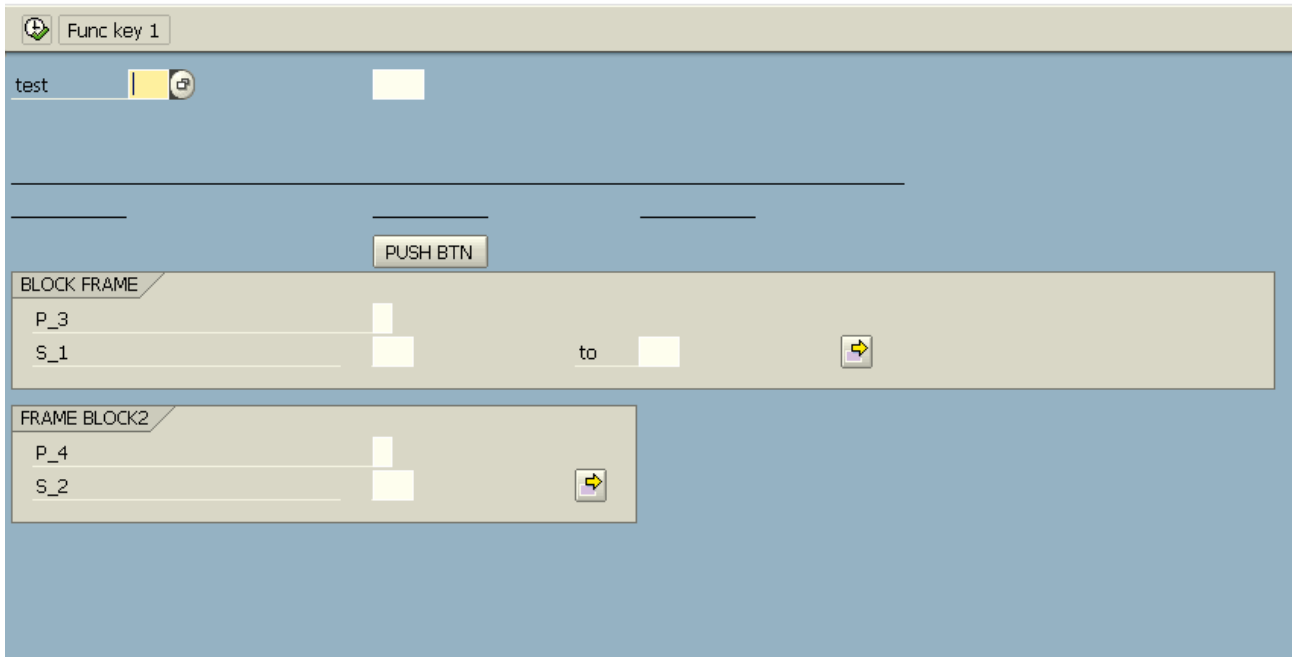 Func key 1
test
PUSH BTN
BLOCK FRAME
P_3
S_1 to
FRAME BLOCK2
P_4
S_2